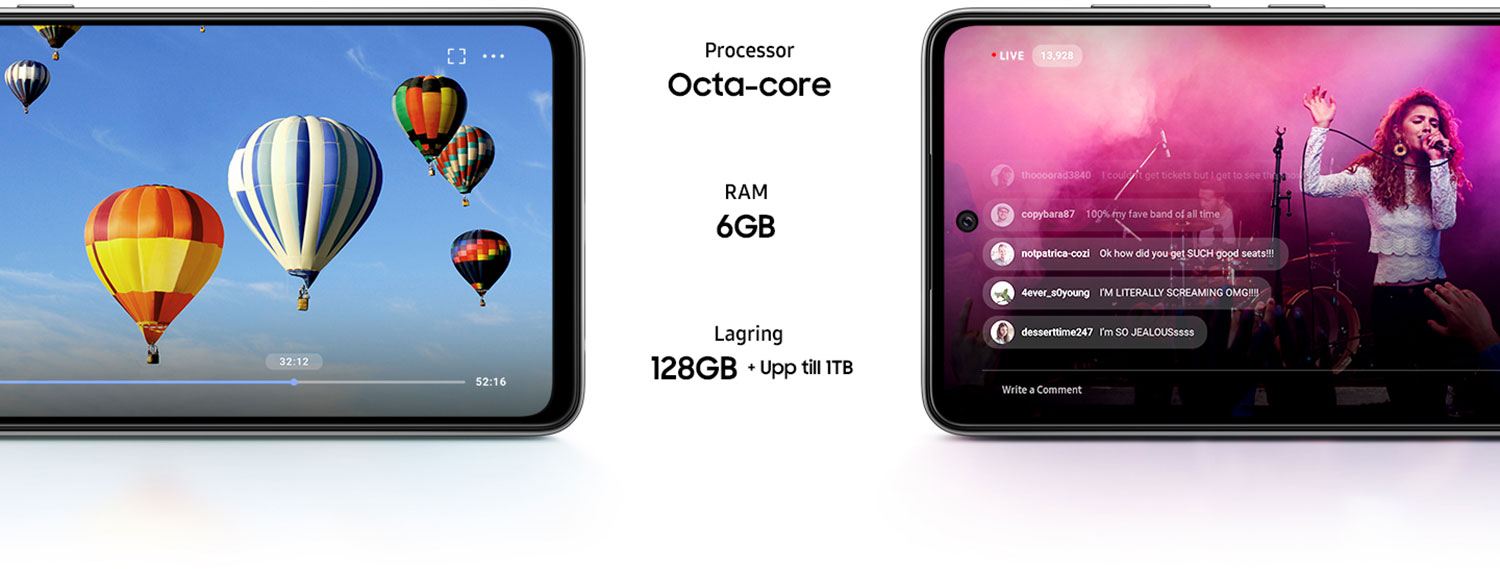 32:12
52:16
Processor
Octa-core
RAM
6GB
Lagring
128GB + Upp till 1TB
LIVE 13,928
thoooorad3840 I couldn't get tickets but I get to see the
copybara87 100% my fave band of all time
notpatrica-cozi Ok how did you get SUCH good seats!!!
4ever_s0young I'M LITERALLY SCREAMING OMG!!!!
desserttime247 I'm SO JEALOUSssss
Write a Comment